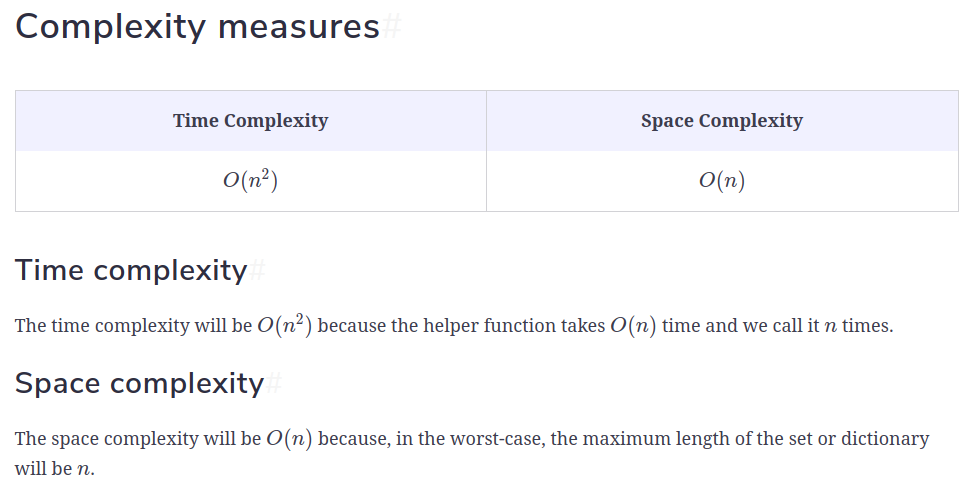 Complexity measures#
Time Complexity
Space Complexity
O(n²)
O(n)
Time complexity#
The time complexity will be O(n²) because the helper function takes O(n) time and we call it n times.
Space complexity#
The space complexity will be O(n) because, in the worst-case, the maximum length of the set or dictionary
will be n.